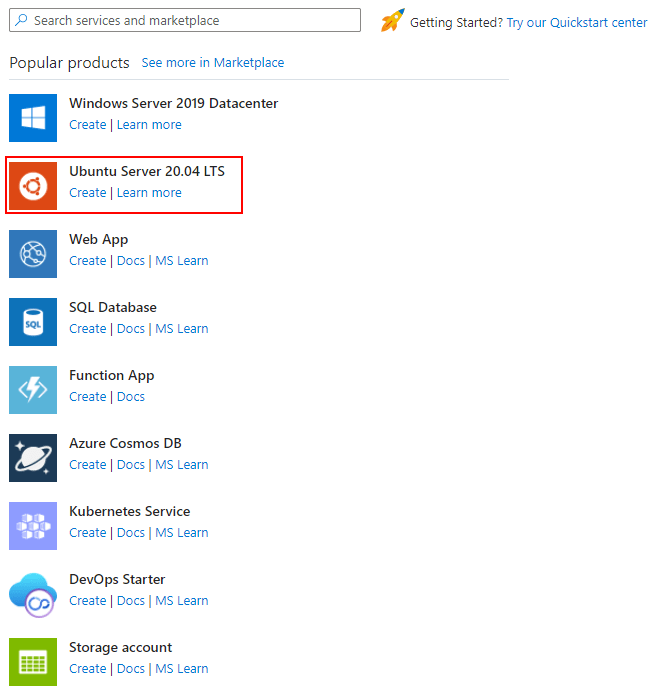 Search services and marketplace
Getting Started? Try our Quickstart center
Popular products See more in Marketplace
Windows Server 2019 Datacenter
Create | Learn more
Ubuntu Server 20.04 LTS
Create | Learn more
Web App
Create | Docs | MS Learn
SQL
SQL Database
Create | Docs | MS Learn
Function App
Create | Docs
Azure Cosmos DB
Create | Docs | MS Learn
Kubernetes Service
Create | Docs | MS Learn
DevOps Starter
Create | Docs | MS Learn
Storage account
Create | Docs | MS Learn